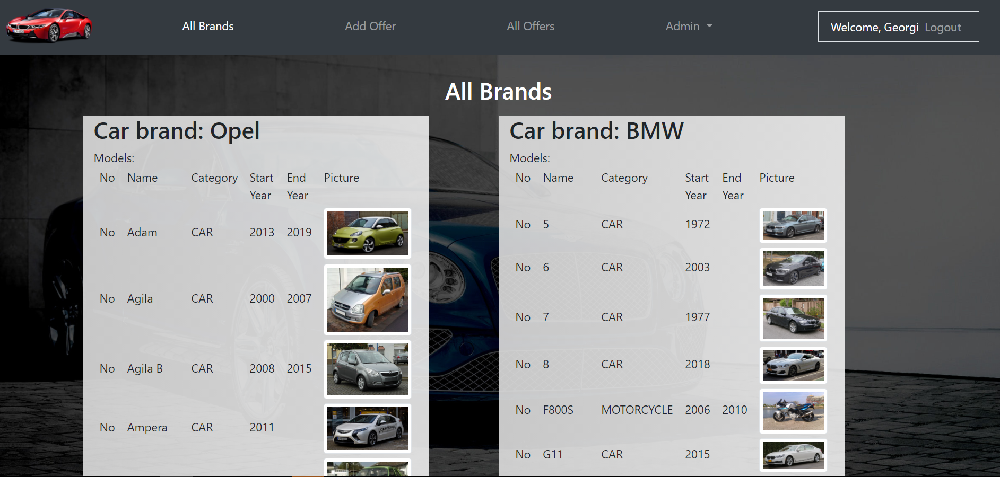 All Brands
Add Offer
All Offers
Admin
Welcome, Georgi Logout
All Brands
Car brand: Opel
Models:
No Name Category Start Year End Year Picture
No Adam CAR 2013 2019
No Agila CAR 2000 2007
No Agila B CAR 2008 2015
No Ampera CAR 2011
AMPERA
Car brand: BMW
Models:
No Name Category Start Year End Year Picture
No 5 CAR 1972
No 6 CAR 2003
No 7 CAR 1977
No 8 CAR 2018
No F800S MOTORCYCLE 2006 2010
No G11 CAR 2015